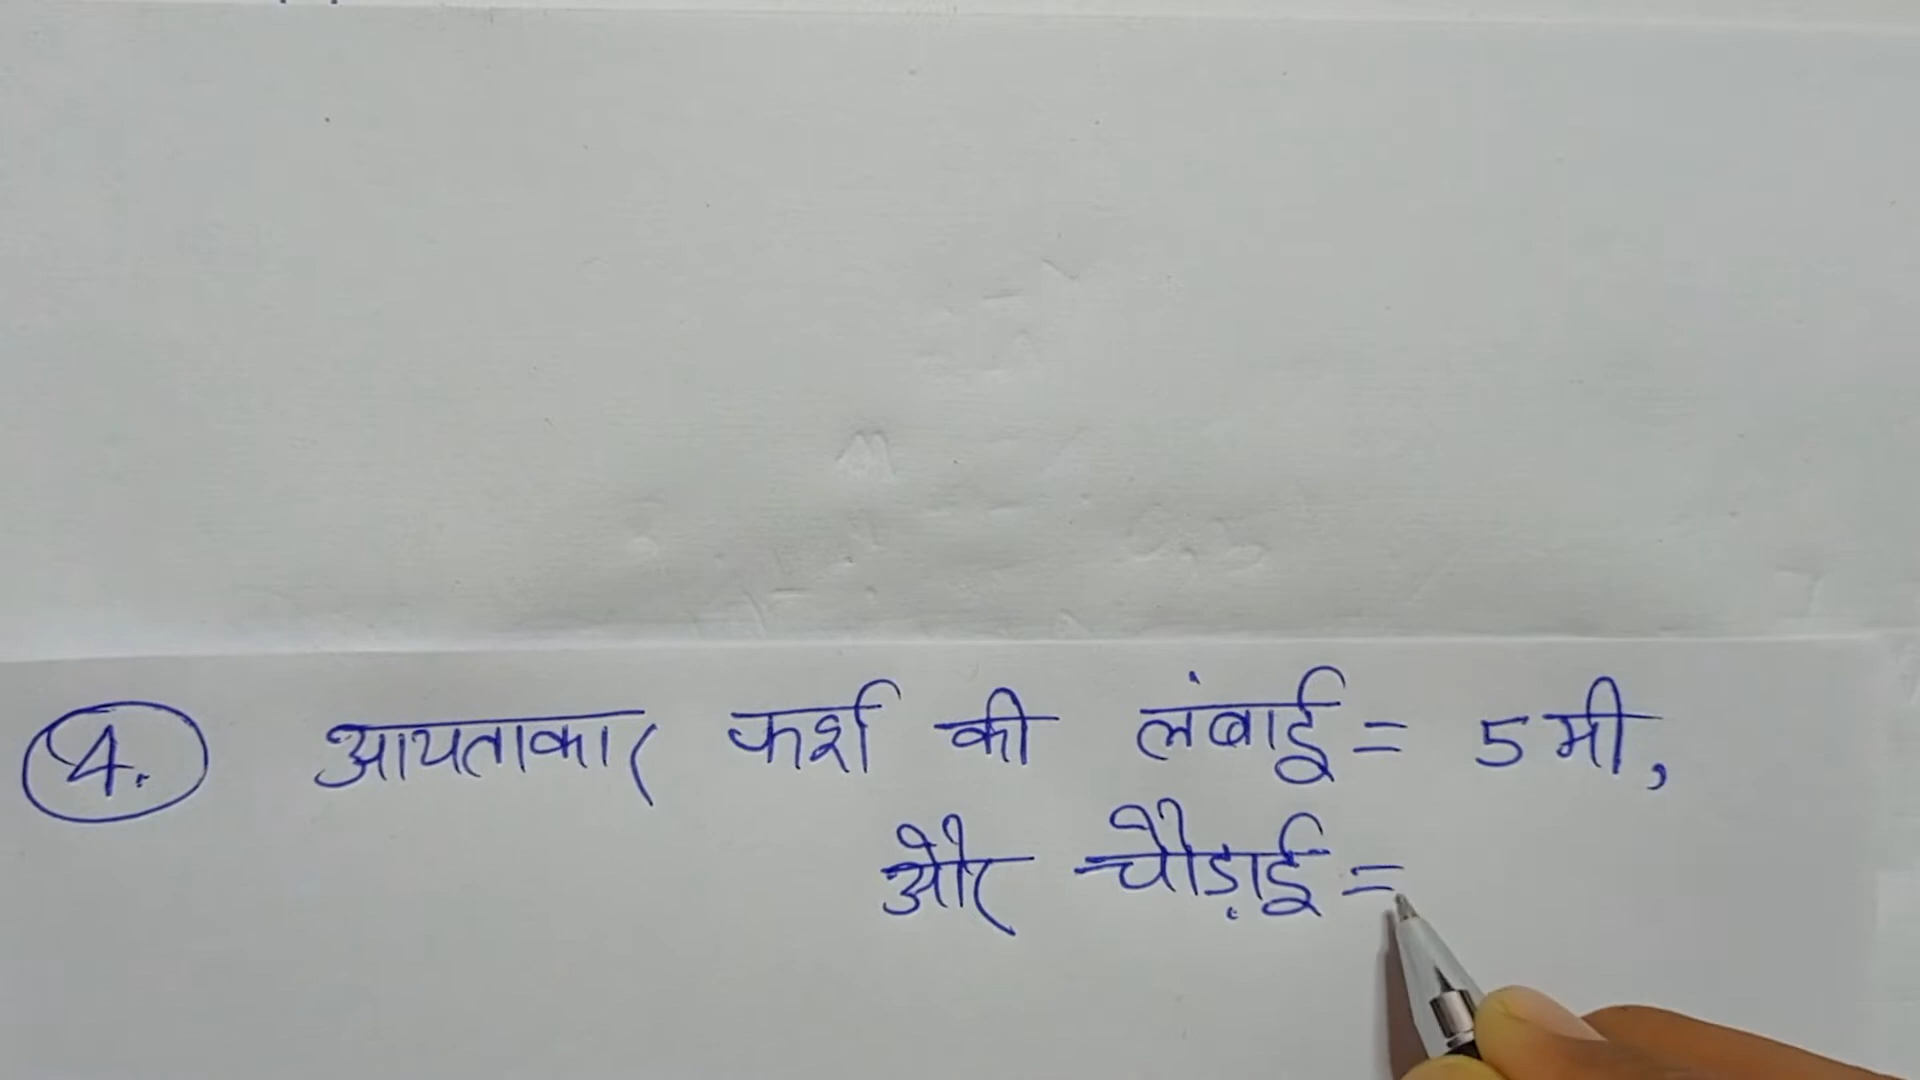 4. आयताकार फर्श की लंबाई = 5 मी,
और चौड़ाई =